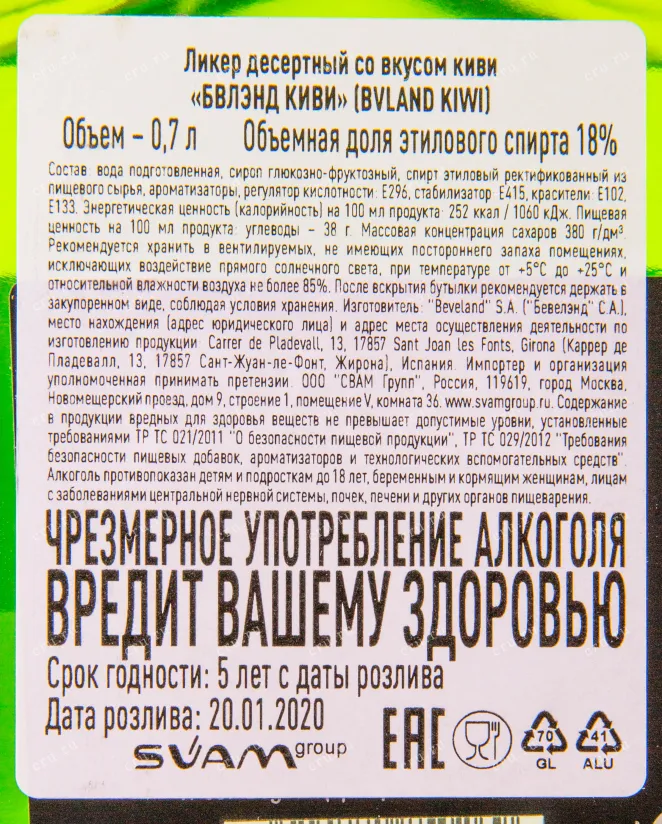 Ликер десертный со вкусом киви
«БВЛЭНД КИВИ» (BVLAND KIWI)
Объем – 0,7 л Объемная доля этилового спирта 18%
Состав: вода подготовленная, сироп глюкозно-фруктозный, спирт этиловый ректификованный из
пищевого сырья, ароматизаторы, регулятор кислотности: Е296, стабилизатор: Е415, красители: Е102,
Е133. Энергетическая ценность (калорийность) на 100 мл продукта: 252 ккал / 1060 кДж. Пищевая
ценность на 100 мл продукта: углеводы – 38 г. Массовая концентрация сахаров 380 г/дм³.
Рекомендуется хранить в вентилируемых, не имеющих постороннего запаха помещениях,
исключающих воздействие прямого солнечного света, при температуре от +5°С до +25°С и
относительной влажности воздуха не более 85%. После вскрытия бутылки рекомендуется держать в
закупоренном виде, соблюдая условия хранения. Изготовитель: "Beveland" S.A. ("Бевелэнд" С.А.),
место нахождения (адрес юридического лица) и адрес места осуществления деятельности по
изготовлению продукции: Carrer de Pladevall, 13, 17857 Sant Joan les Fonts, Girona (Каррер де
Пладевалл, 13, 17857 Сант-Жуан-ле-Фонт, Жирона), Испания. Импортер и организация
уполномоченная принимать претензии: ООО "СВАМ Групп", Россия, 119619, город Москва,
Новомещерский проезд, дом 9, строение 1, помещение V, комната 36. www.svamgroup.ru. Содержание
в продукции вредных для здоровья веществ не превышает допустимые уровни, установленные
требованиями ТР ТС 021/2011 "О безопасности пищевой продукции", ТР ТС 029/2012 "Требования
безопасности пищевых добавок, ароматизаторов и технологических вспомогательных средств".
Алкоголь противопоказан детям и подросткам до 18 лет, беременным и кормящим женщинам, лицам
с заболеваниями центральной нервной системы, почек, печени и других органов пищеварения.
ЧРЕЗМЕРНОЕ УПОТРЕБЛЕНИЕ АЛКОГОЛЯ
ВРЕДИТ ВАШЕМУ ЗДОРОВЬЮ
Срок годности: 5 лет с даты розлива
Дата розлива: 20.01.2020
SVAM group
ЕАС
70
GL
41
ALU